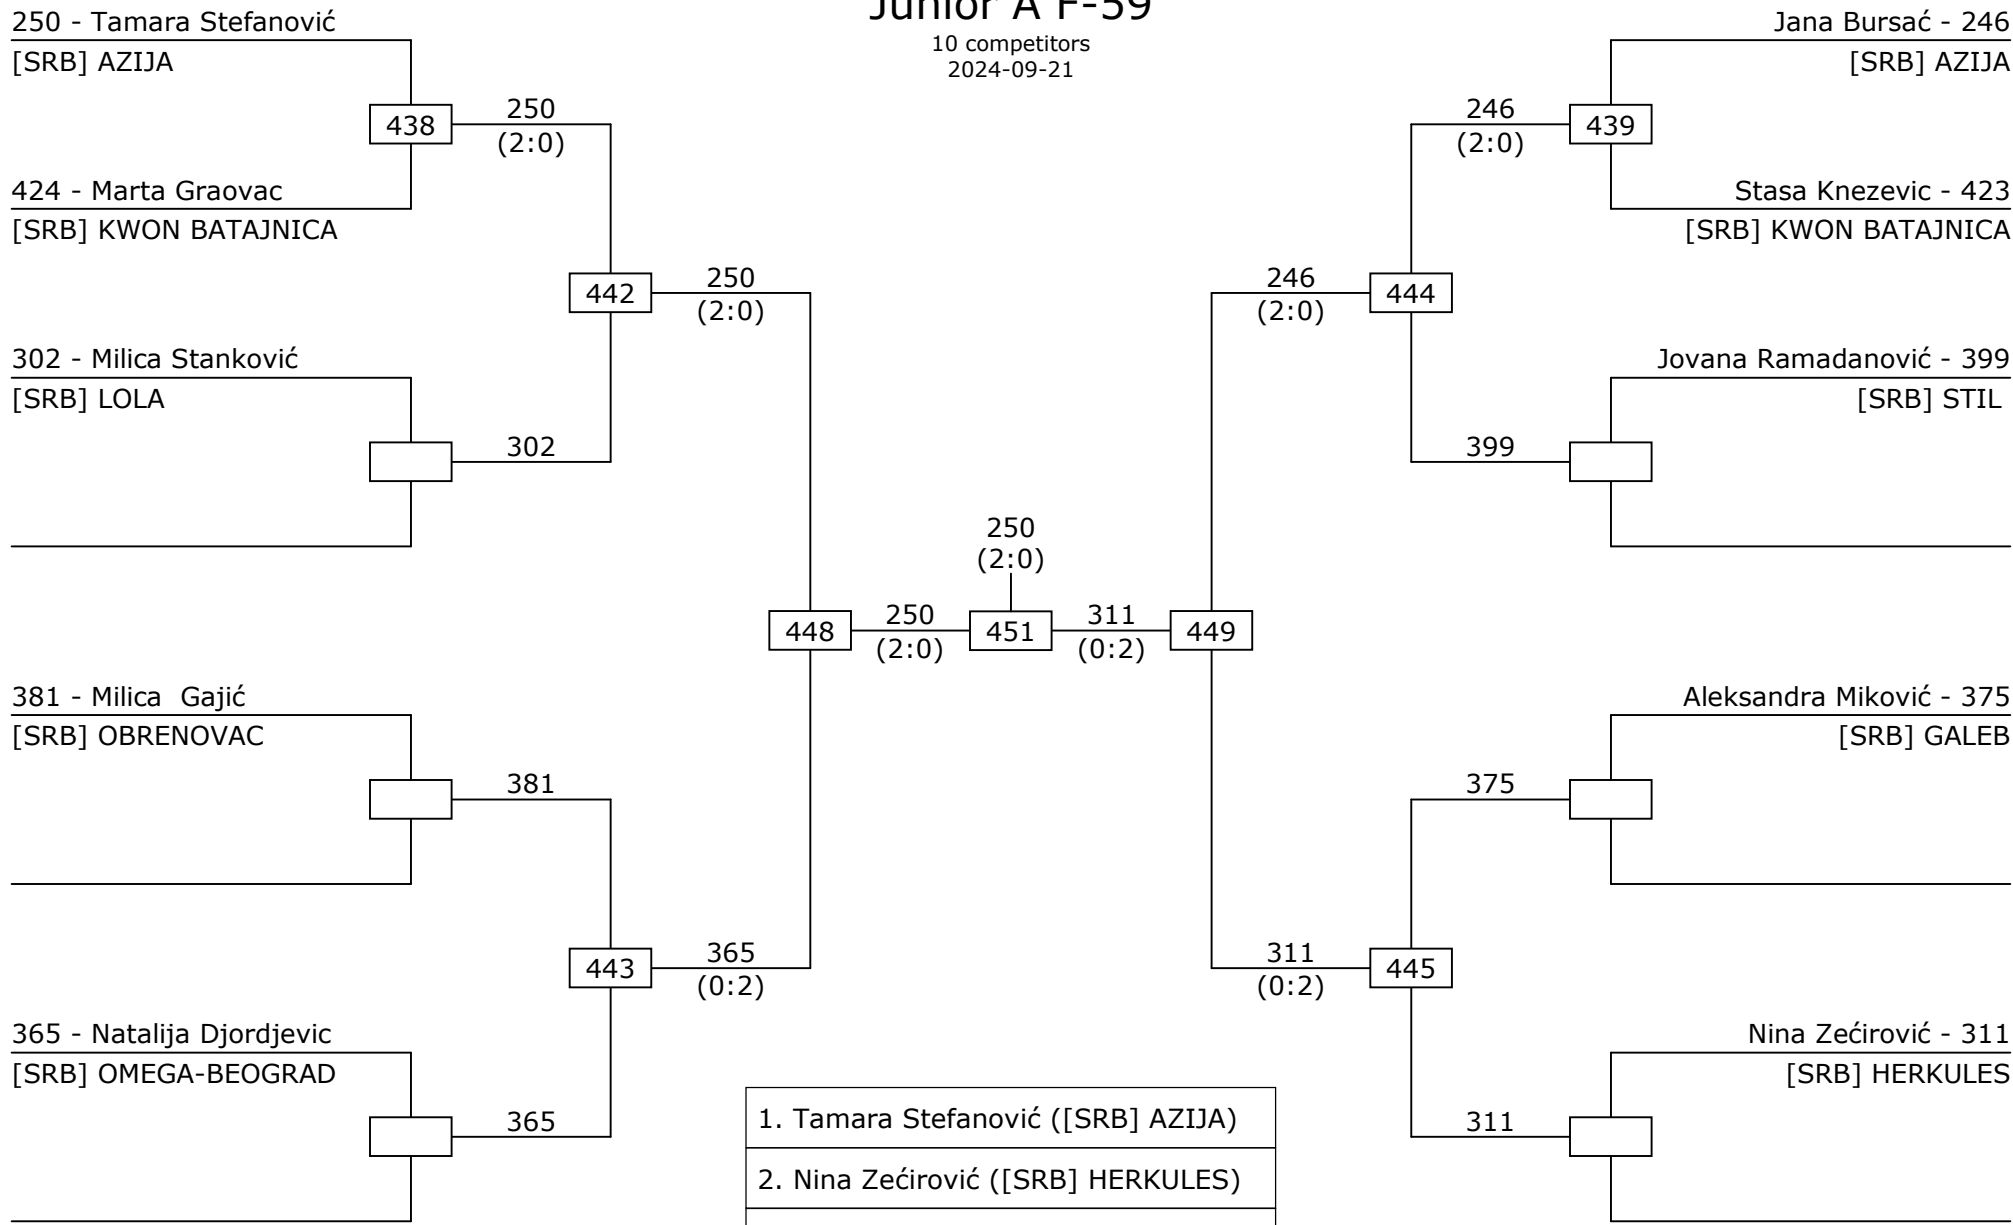 Junior A F-59
10 competitors
2024-09-21
250 - Tamara Stefanović
[SRB] AZIJA
438
250
(2:0)
424 - Marta Graovac
[SRB] KWON BATAJNICA
442
250
(2:0)
302 - Milica Stanković
[SRB] LOLA
302
381 - Milica  Gajić
[SRB] OBRENOVAC
381
443
365
(0:2)
365 - Natalija Djordjevic
[SRB] OMEGA-BEOGRAD
365
448
250
(2:0)
250
(2:0)
451
311
(0:2)
449
Jana Bursać - 246
[SRB] AZIJA
246
(2:0)
439
Stasa Knezevic - 423
[SRB] KWON BATAJNICA
246
(2:0)
444
Jovana Ramadanović - 399
[SRB] STIL
399
Aleksandra Miković - 375
[SRB] GALEB
375
311
(0:2)
445
Nina Zećirović - 311
[SRB] HERKULES
311
1. Tamara Stefanović ([SRB] AZIJA)
2. Nina Zećirović ([SRB] HERKULES)